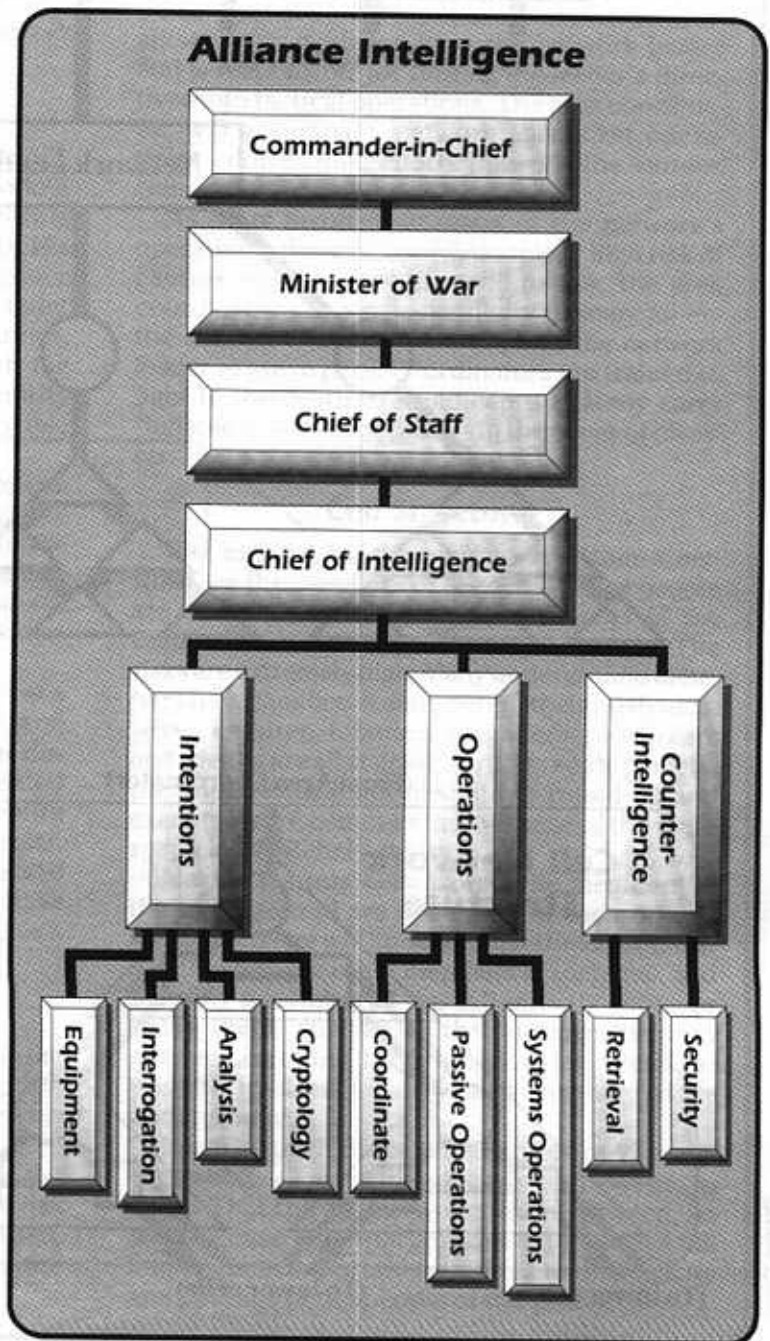 Alliance Intelligence
Commander-in-Chief
Minister of War
Chief of Staff
Chief of Intelligence
Intentions
Operations
Counter-
Intelligence
Equipment
Interrogation
Analysis
Cryptology
Coordinate
Passive Operations
Systems Operations
Retrieval
Security